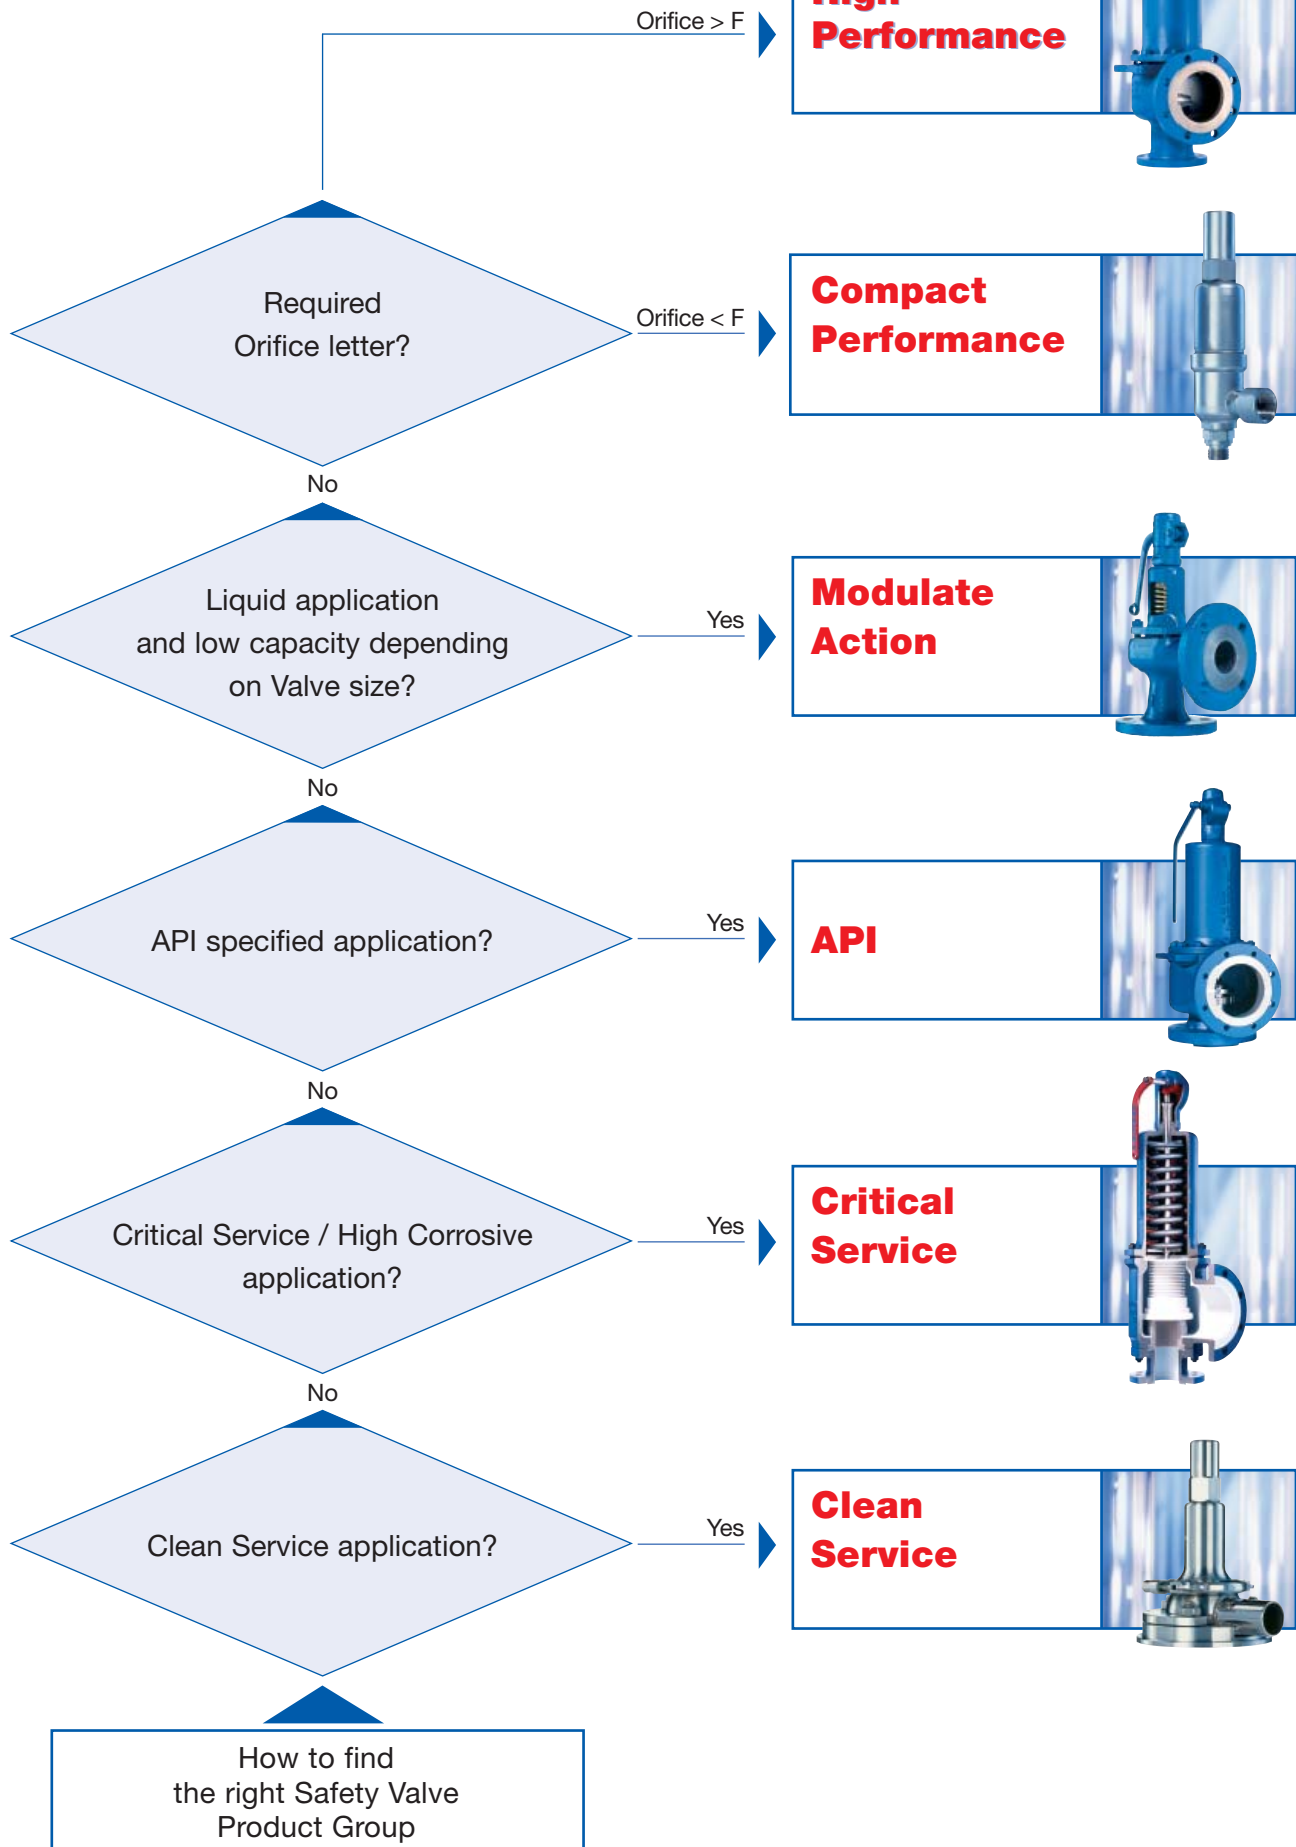 Orifice > F
High
Performance
Required
Orifice letter?
Orifice < F
Compact
Performance
No
Liquid application
and low capacity depending
on Valve size?
Yes
Modulate
Action
No
API specified application?
Yes
API
No
Critical Service / High Corrosive
application?
Yes
Critical
Service
No
Clean Service application?
Yes
Clean
Service
How to find
the right Safety Valve
Product Group